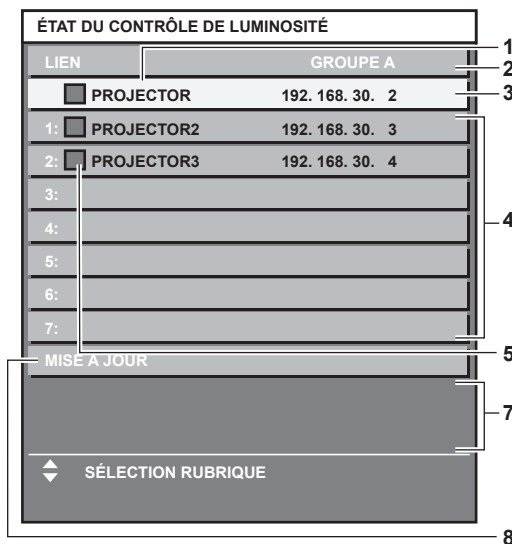 ÉTAT DU CONTRÔLE DE LUMINOSITÉ
LIEN GROUPE A
PROJECTOR 192. 168. 30. 2
1: PROJECTOR2 192. 168. 30. 3
2: PROJECTOR3 192. 168. 30. 4
3:
4:
5:
6:
7:
MISE À JOUR
SÉLECTION RUBRIQUE
1
2
3
4
5
7
8